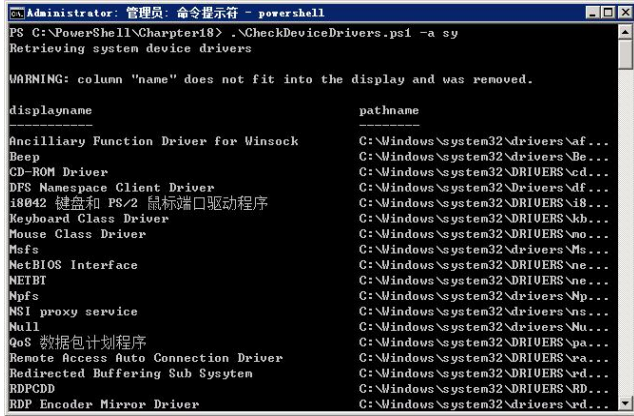 Administrator: 管理员: 命令提示符 - powershell
PS C:\PowerShell\Charpter18> .\CheckDeviceDrivers.ps1 -a sy
Retrieving system device drivers
WARNING: column "name" does not fit into the display and was removed.
displayname pathname
----------- --------
Ancilliary Function Driver for Winsock C:\Windows\system32\drivers\af...
Beep C:\Windows\system32\drivers\Be...
CD-ROM Driver C:\Windows\system32\DRIVERS\cd...
DFS Namespace Client Driver C:\Windows\system32\Drivers\df...
i8042 键盘和 PS/2 鼠标端口驱动程序 C:\Windows\system32\DRIVERS\i8...
Keyboard Class Driver C:\Windows\system32\DRIVERS\kb...
Mouse Class Driver C:\Windows\system32\DRIVERS\mo...
Msfs C:\Windows\system32\drivers\Ms...
NetBIOS Interface C:\Windows\system32\DRIVERS\ne...
NETBT C:\Windows\system32\DRIVERS\ne...
Npfs C:\Windows\system32\drivers\Np...
NSI proxy service C:\Windows\system32\drivers\ns...
Null C:\Windows\system32\drivers\Nu...
QoS 数据包计划程序 C:\Windows\system32\DRIVERS\pa...
Remote Access Auto Connection Driver C:\Windows\system32\DRIVERS\ra...
Redirected Buffering Sub Sysytem C:\Windows\system32\DRIVERS\rd...
RDPCDD C:\Windows\system32\DRIVERS\RD...
RDP Encoder Mirror Driver C:\Windows\system32\drivers\rd...